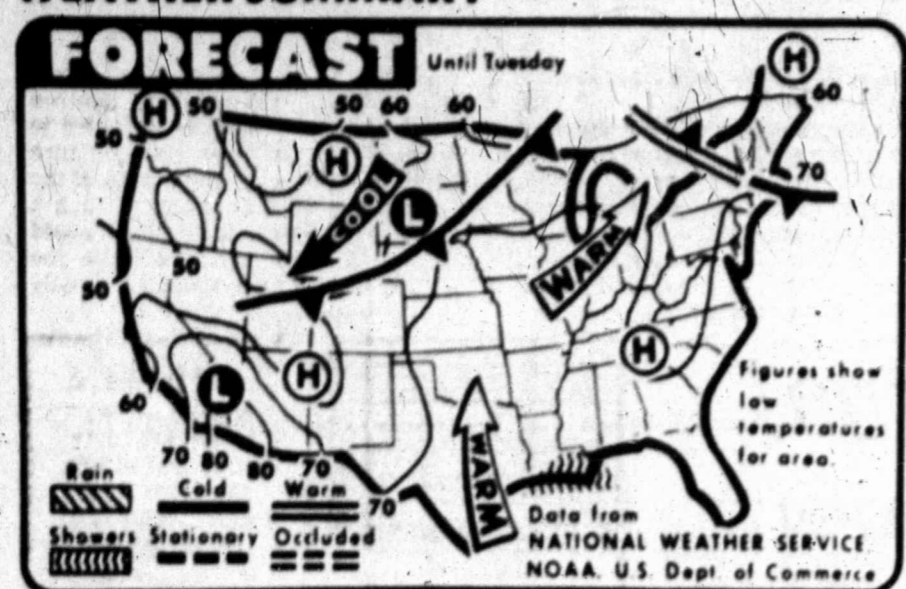 FORECAST Until Tuesday
H H
50 50 60 60 60
50 H
COOL L 70
50 WARM
50
H H
L Figures show
60 low
temperatures
for area.
70 80 80 70
WARM
70
Rain Cold Warm
Showers Stationary Occluded
Data from
NATIONAL WEATHER SERVICE
NOAA, U.S. Dept. of Commerce